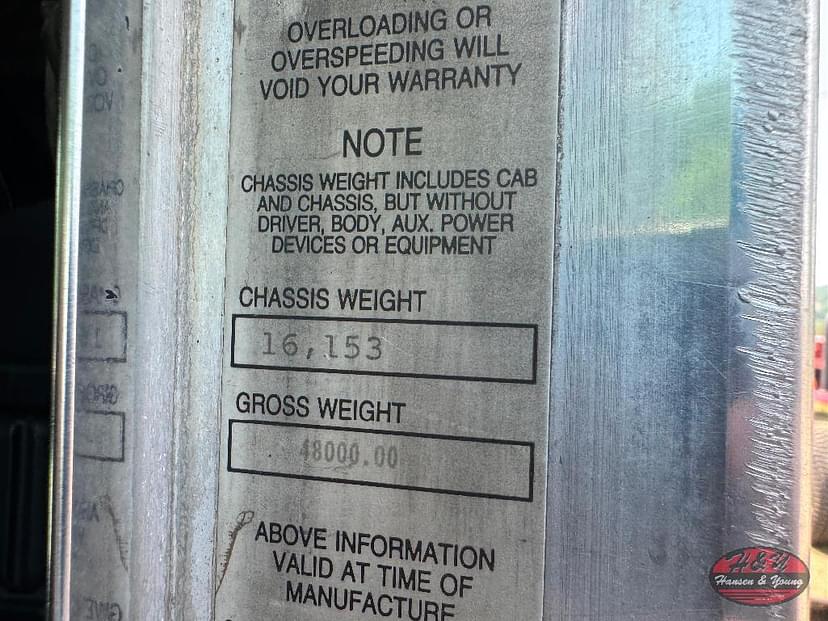 OVERLOADING OR
OVERSPEEDING WILL
VOID YOUR WARRANTY
NOTE
CHASSIS WEIGHT INCLUDES CAB
AND CHASSIS, BUT WITHOUT
DRIVER, BODY, AUX. POWER
DEVICES OR EQUIPMENT
CHASSIS WEIGHT
16,153
GROSS WEIGHT
48000.00
ABOVE INFORMATION
VALID AT TIME OF
MANUFACTURE
H&Y
Hansen & Young